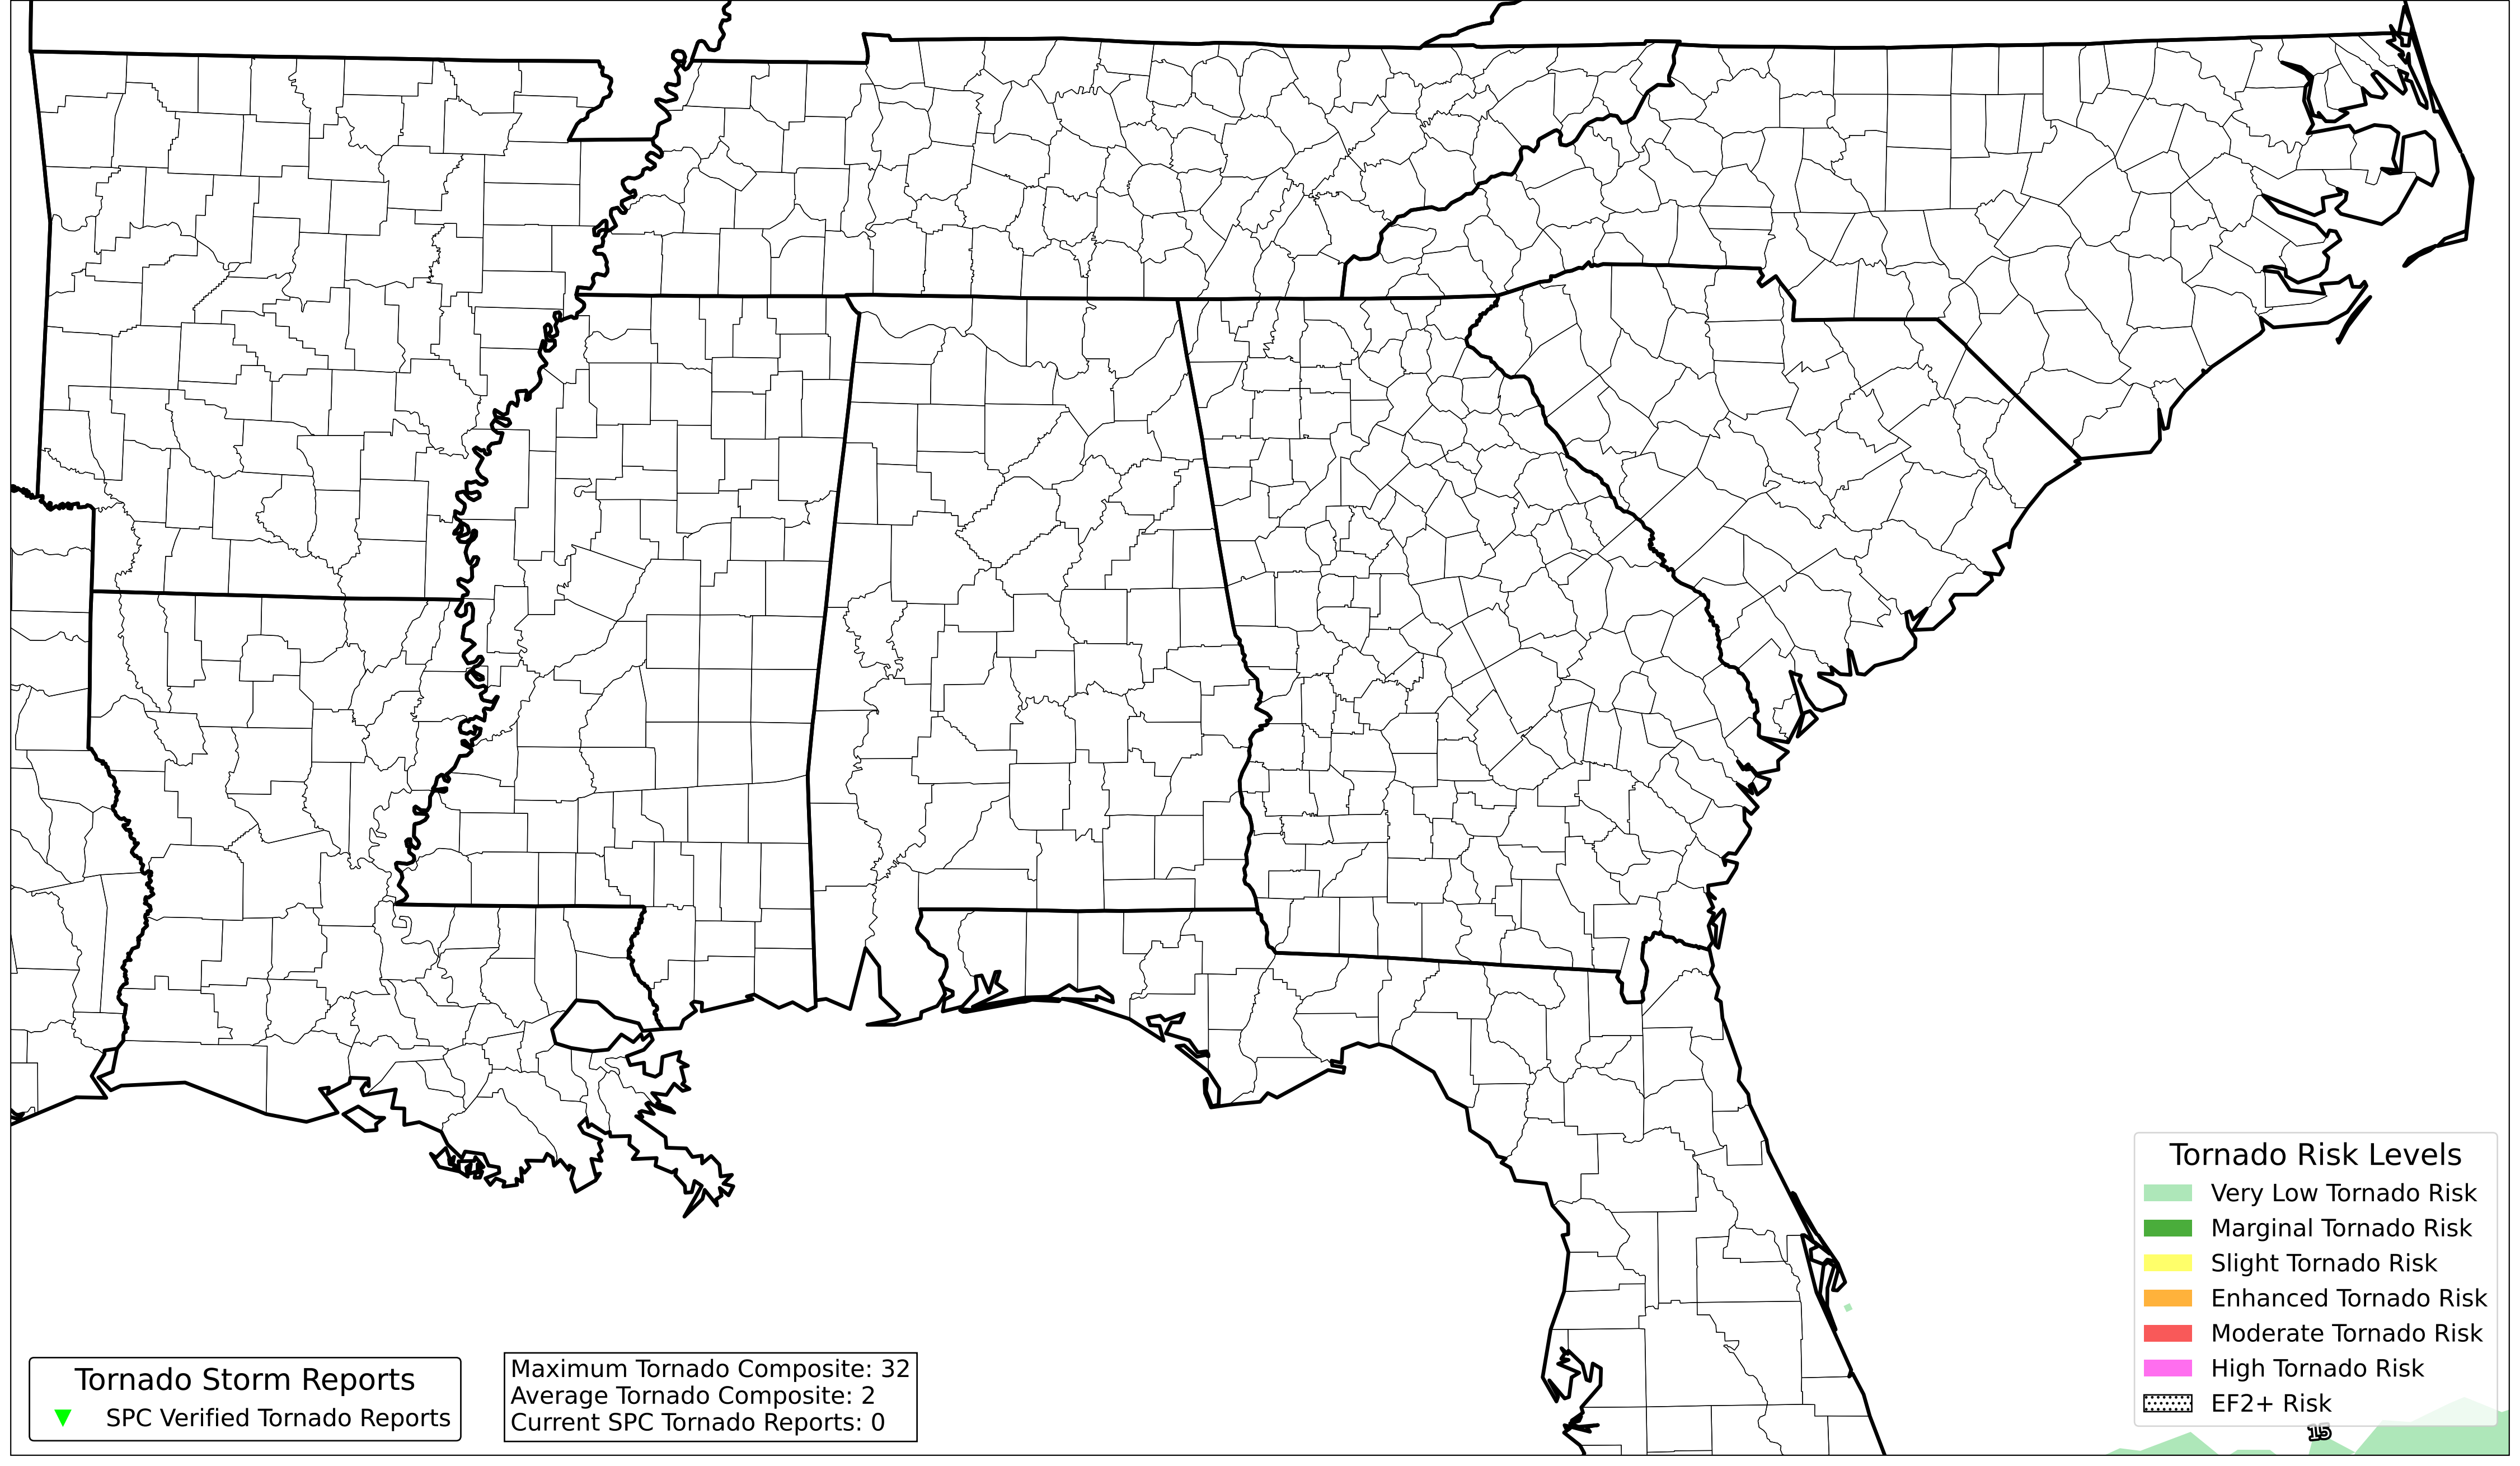 Tornado Risk Levels
Very Low Tornado Risk
Marginal Tornado Risk
Slight Tornado Risk
Enhanced Tornado Risk
Moderate Tornado Risk
High Tornado Risk
EF2+ Risk
15
Tornado Storm Reports
SPC Verified Tornado Reports
Maximum Tornado Composite: 32
Average Tornado Composite: 2
Current SPC Tornado Reports: 0